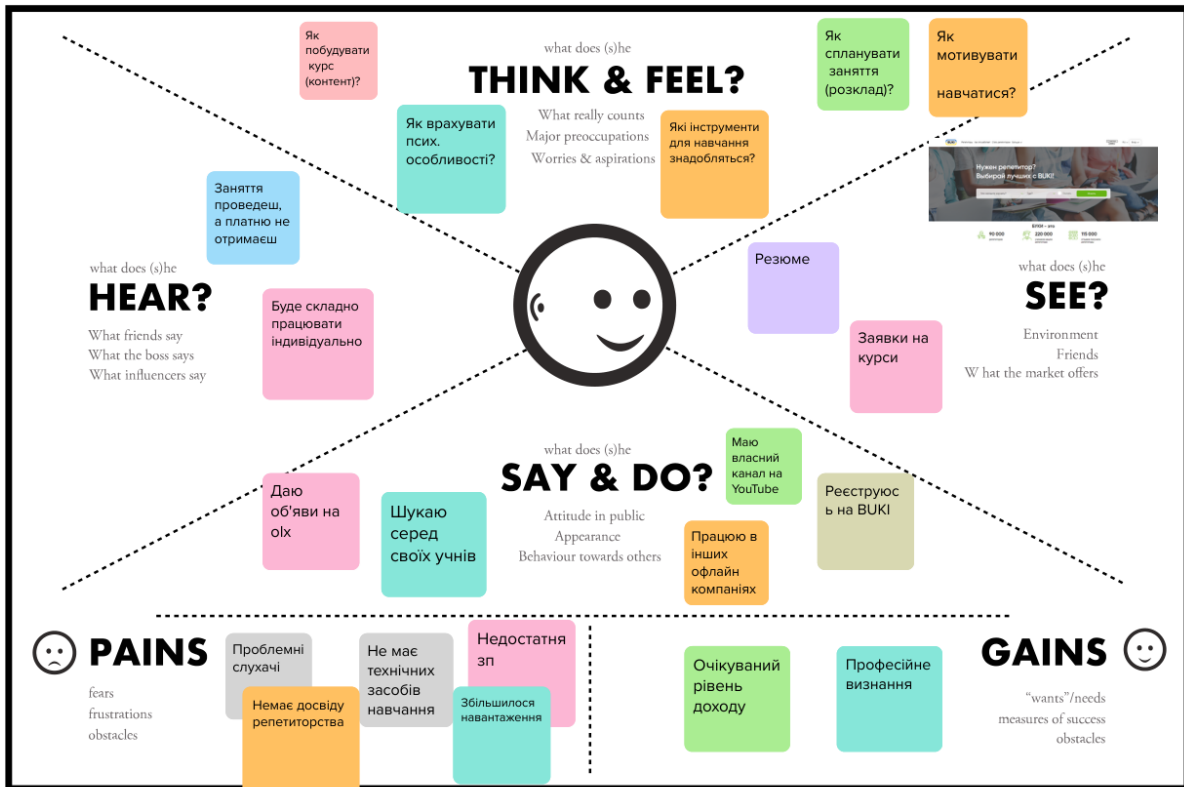 Як
побудувати
курс
(контент)?
what does (s)he
THINK & FEEL?
What really counts
Major preoccupations
Worries & aspirations
Як врахувати
псих.
особливості?
Які інструменти
для навчання
знадобляться?
Як
спланувати
заняття
(розклад)?
Як
мотивувати
навчатися?
Нужен репетитор?
Выбирай лучших с BUKI!
Заняття
проведеш,
а платню не
отримаєш
what does (s)he
HEAR?
What friends say
What the boss says
What influencers say
Буде складно
працювати
індивідуально
Резюме
Заявки на
курси
what does (s)he
SEE?
Environment
Friends
W hat the market offers
what does (s)he
SAY & DO?
Attitude in public
Appearance
Behaviour towards others
Даю
об'яви на
olx
Шукаю
серед
своїх учнів
Маю
власний
канал на
YouTube
Працюю в
інших
офлайн
компаніях
Реєструюс
ь на BUKI
PAINS
fears
frustrations
obstacles
Проблемні
слухачі
Немає досвіду
репетиторства
Не має
технічних
засобів
навчання
Недостатня
зп
Збільшилося
навантаження
Очікуваний
рівень
доходу
Професійне
визнання
GAINS
“wants”/needs
measures of success
obstacles